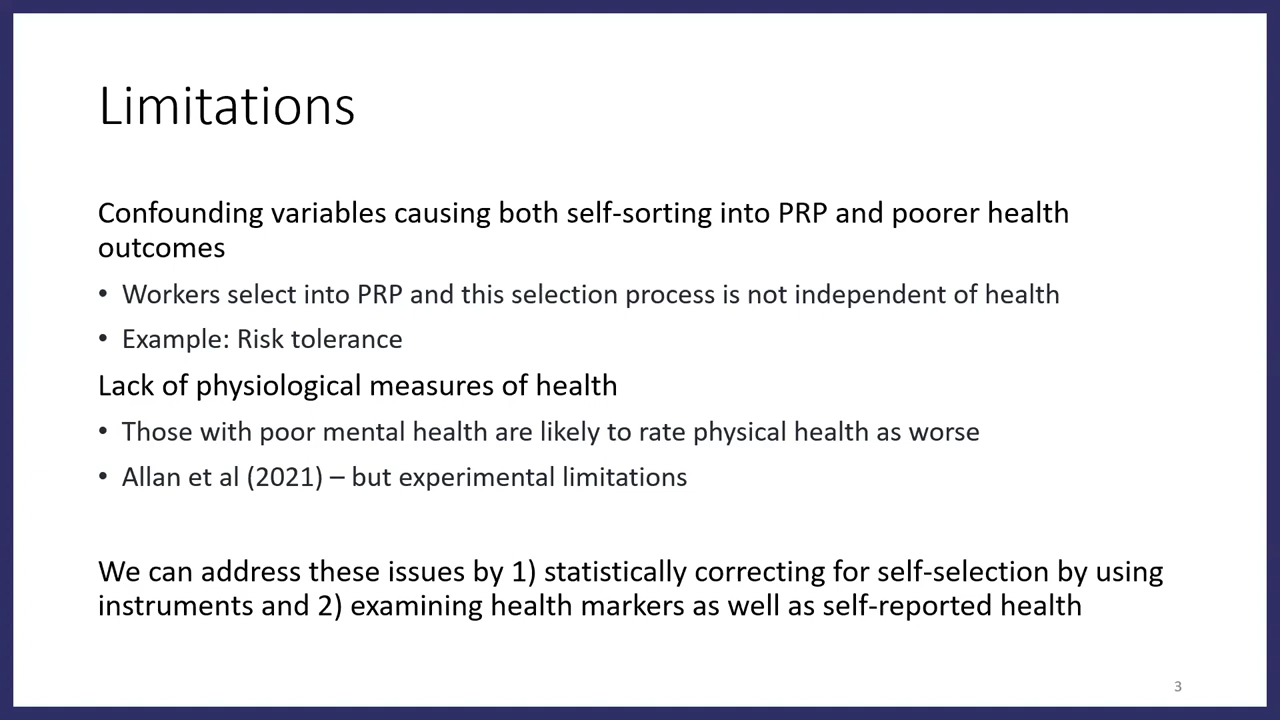 Limitations
Confounding variables causing both self-sorting into PRP and poorer health
outcomes
• Workers select into PRP and this selection process is not independent of health
• Example: Risk tolerance
Lack of physiological measures of health
• Those with poor mental health are likely to rate physical health as worse
• Allan et al (2021) – but experimental limitations
We can address these issues by 1) statistically correcting for self-selection by using
instruments and 2) examining health markers as well as self-reported health
3